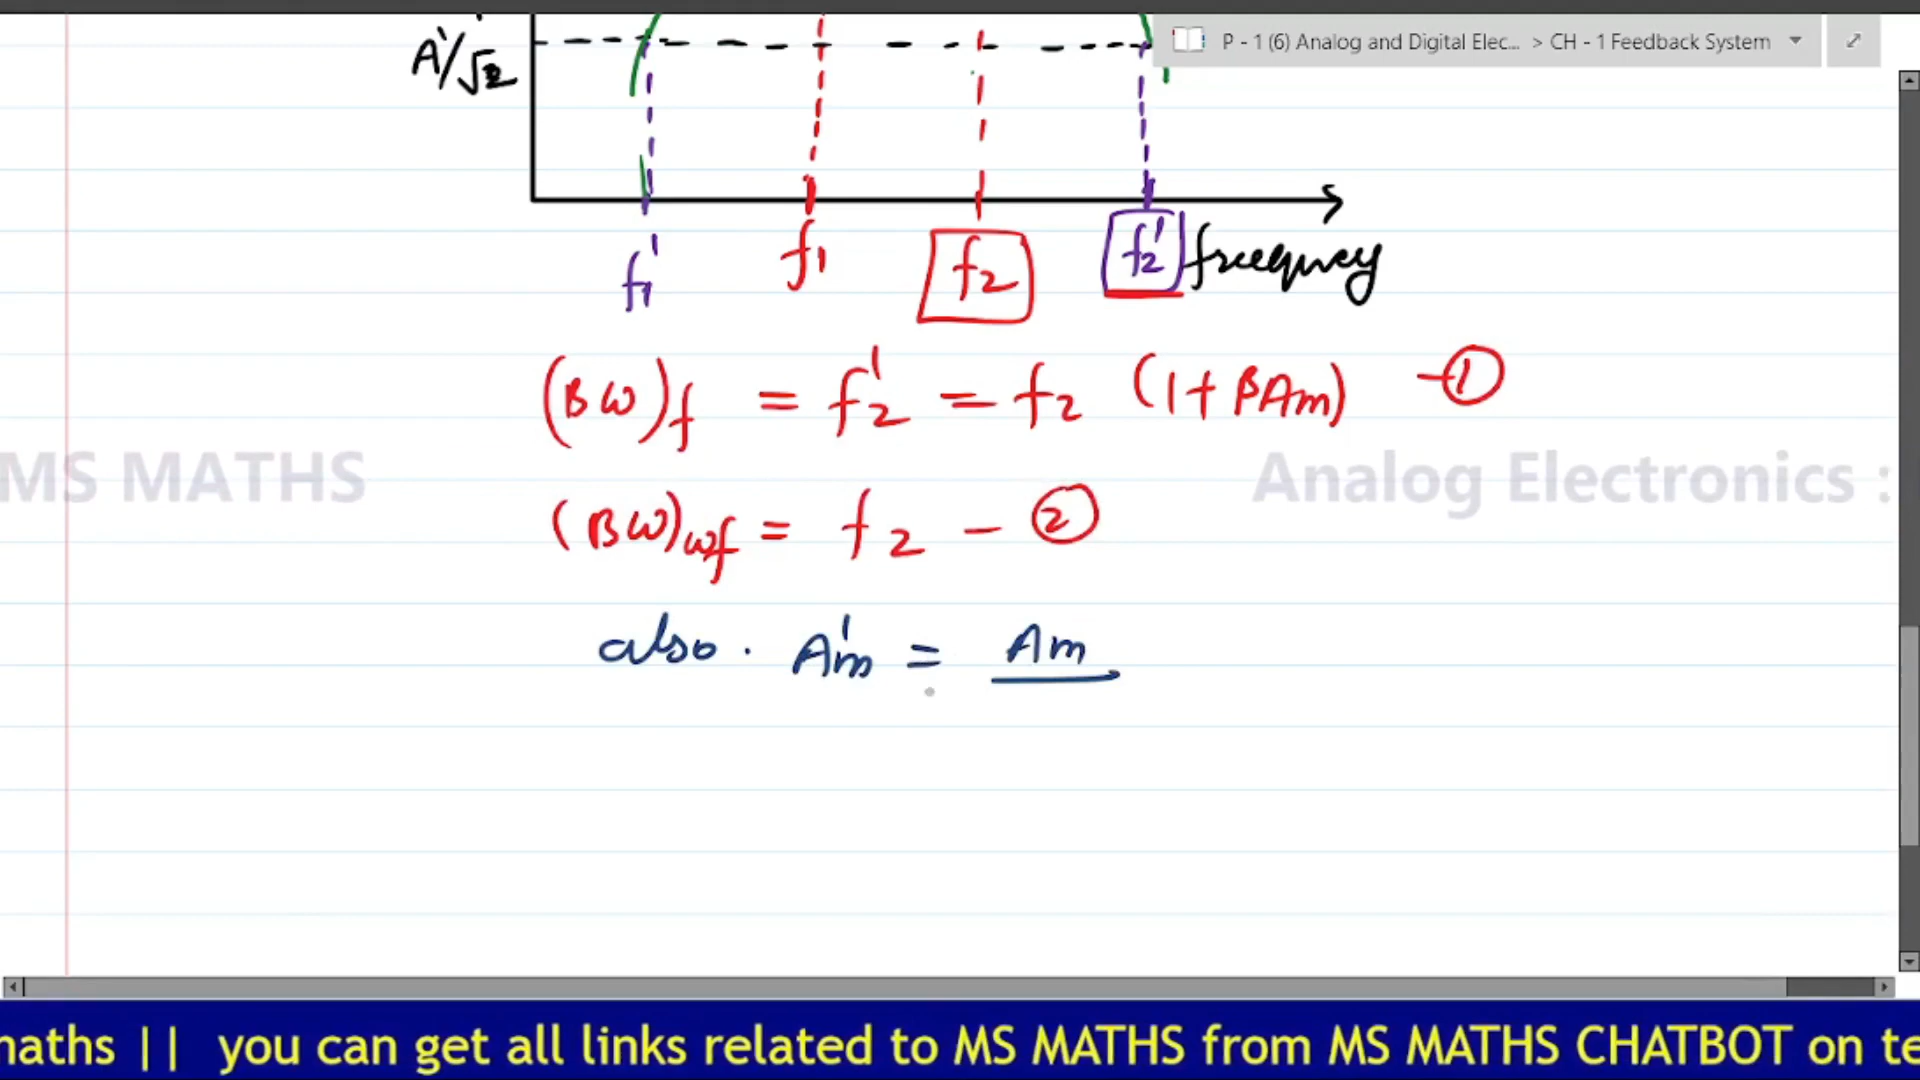 P - 1 (6) Analog and Digital Elec... > CH - 1 Feedback System
A'/√2
f1' f1 f2 f2' frequency
(BW)f = f2' = f2 (1+βAm) -①
MS MATHS Analog Electronics :
(BW)wf = f2 - ②
also . Am' = Am
maths || you can get all links related to MS MATHS from MS MATHS CHATBOT on te